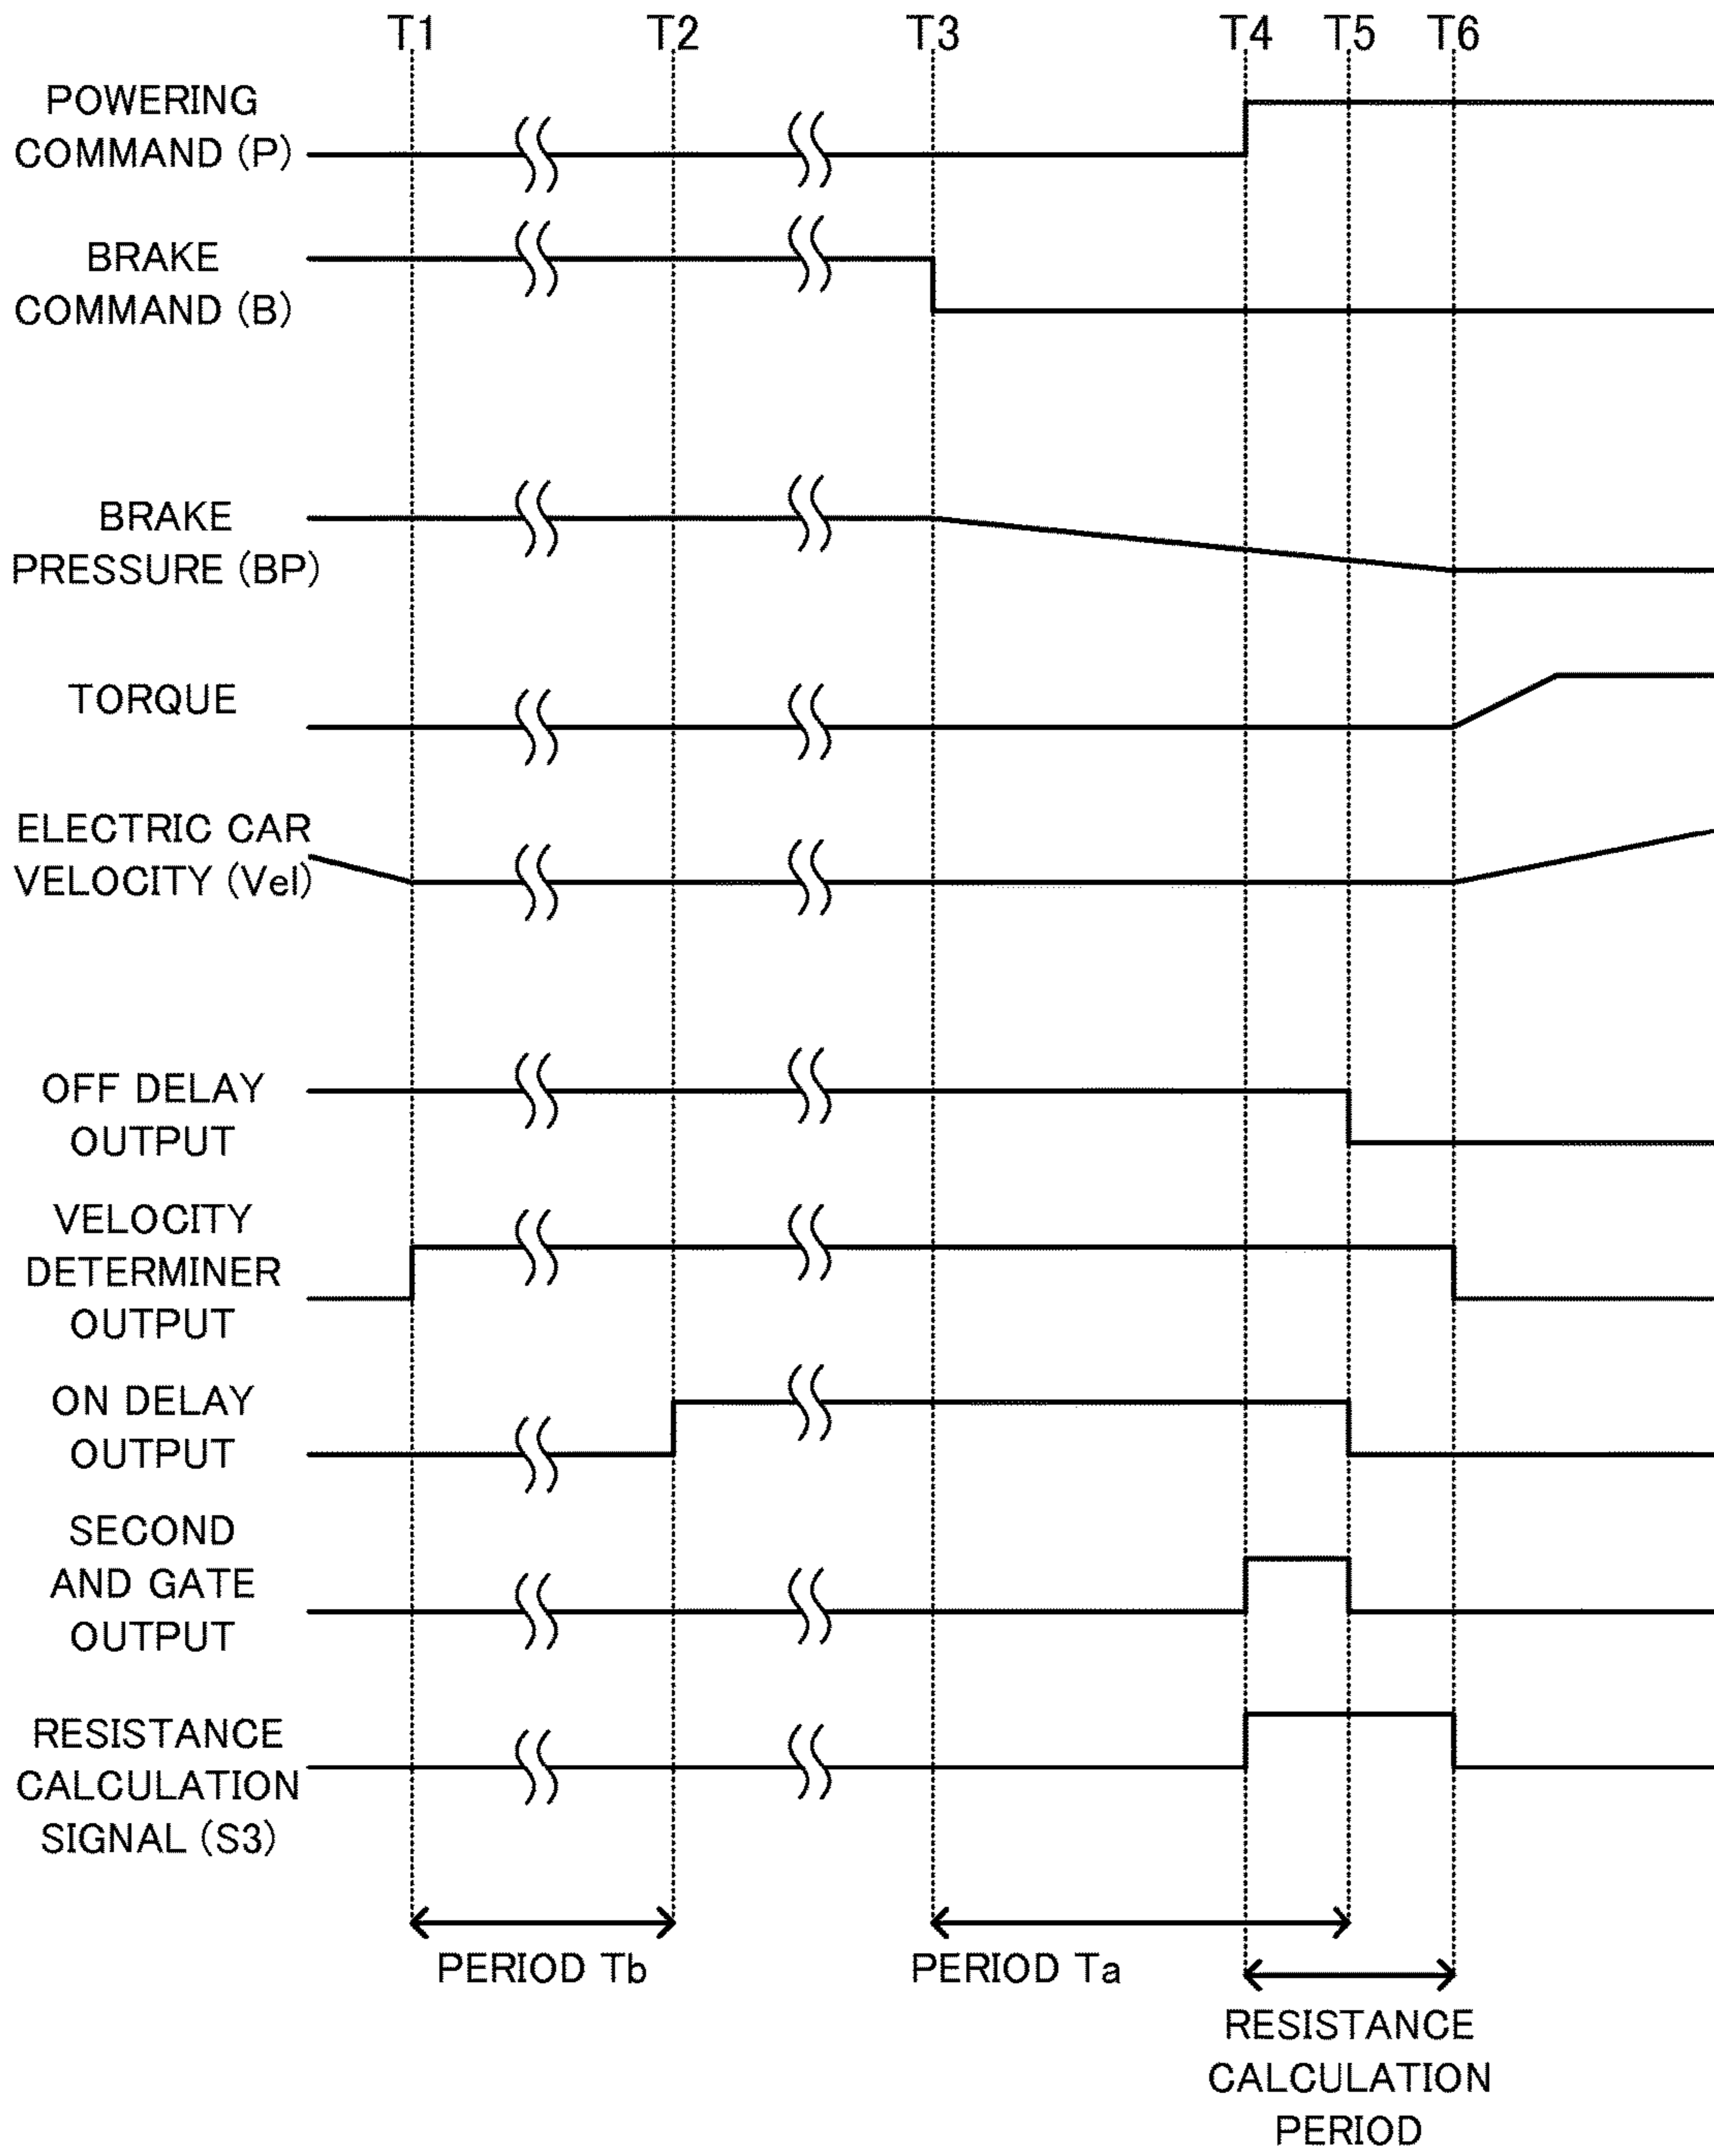 T1 T2 T3 T4 T5 T6
POWERING
COMMAND (P)
BRAKE
COMMAND (B)
BRAKE
PRESSURE (BP)
TORQUE
ELECTRIC CAR
VELOCITY (Vel)
OFF DELAY
OUTPUT
VELOCITY
DETERMINER
OUTPUT
ON DELAY
OUTPUT
SECOND
AND GATE
OUTPUT
RESISTANCE
CALCULATION
SIGNAL (S3)
PERIOD Tb
PERIOD Ta
RESISTANCE
CALCULATION
PERIOD